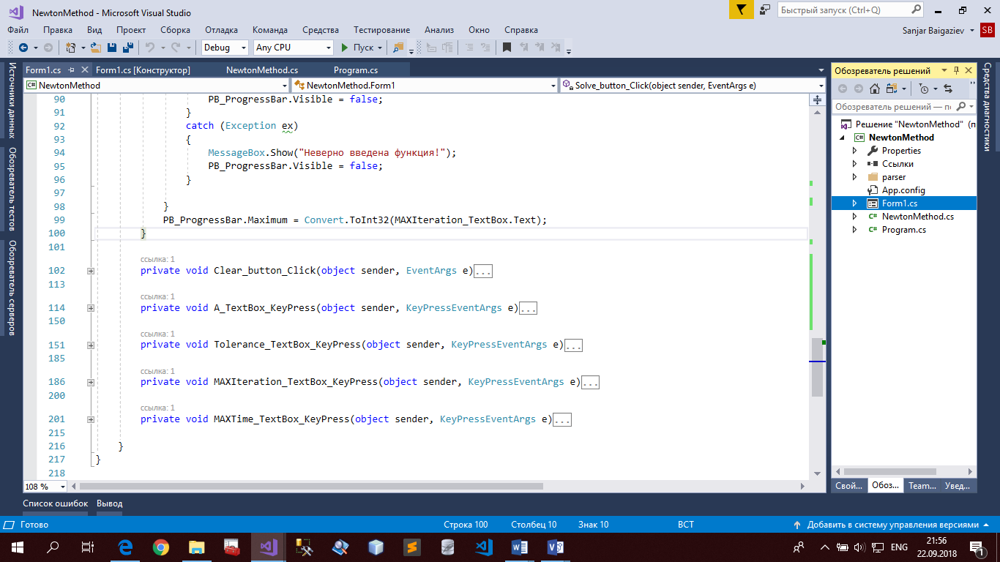 NewtonMethod - Microsoft Visual Studio
Быстрый запуск (Ctrl+Q)
Файл Правка Вид Проект Сборка Отладка Команда Средства Тестирование Анализ Окно Справка
Sanjar Baigaziev SB
Debug Any CPU Пуск
Источники данных
Обозреватель тестов
Обозреватель серверов
Form1.cs Form1.cs [Конструктор] NewtonMethod.cs Program.cs
NewtonMethod NewtonMethod.Form1 Solve_button_Click(object sender, EventArgs e)
90 PB_ProgressBar.Visible = false;
91 }
92 catch (Exception ex)
93 {
94 MessageBox.Show("Неверно введена функция!");
95 PB_ProgressBar.Visible = false;
96 }
97
98 }
99 PB_ProgressBar.Maximum = Convert.ToInt32(MAXIteration_TextBox.Text);
100 }
101
ссылка: 1
102 private void Clear_button_Click(object sender, EventArgs e)...
113
ссылка: 1
114 private void A_TextBox_KeyPress(object sender, KeyPressEventArgs e)...
150
ссылка: 1
151 private void Tolerance_TextBox_KeyPress(object sender, KeyPressEventArgs e)...
185
ссылка: 1
186 private void MAXIteration_TextBox_KeyPress(object sender, KeyPressEventArgs e)...
200
ссылка: 1
201 private void MAXTime_TextBox_KeyPress(object sender, KeyPressEventArgs e)...
215
216 }
217 }
218
108 %
Обозреватель решений
Обозреватель решений — по
Решение "NewtonMethod" (п
NewtonMethod
Properties
Ссылки
parser
App.config
Form1.cs
NewtonMethod.cs
Program.cs
Свой... Обоз... Team... Увед...
Средства диагностики
Список ошибок Вывод
Готово Строка 100 Столбец 10 Знак 10 ВСТ Добавить в систему управления версиями
ENG
21:56
22.09.2018
1